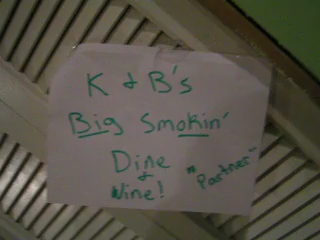 K & B's
Big Smokin'
Dine
&
Wine!
"Partner"